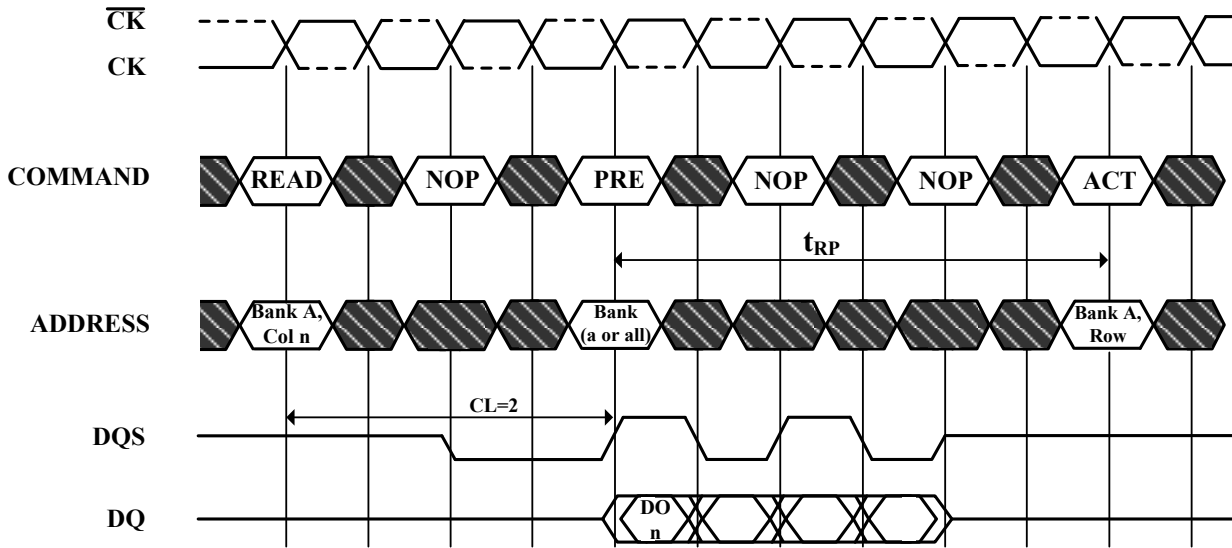 CK
CK
COMMAND
READ
NOP
PRE
NOP
NOP
ACT
tRP
ADDRESS
Bank A,
Col n
Bank
(a or all)
Bank A,
Row
CL=2
DQS
DQ
DO
n